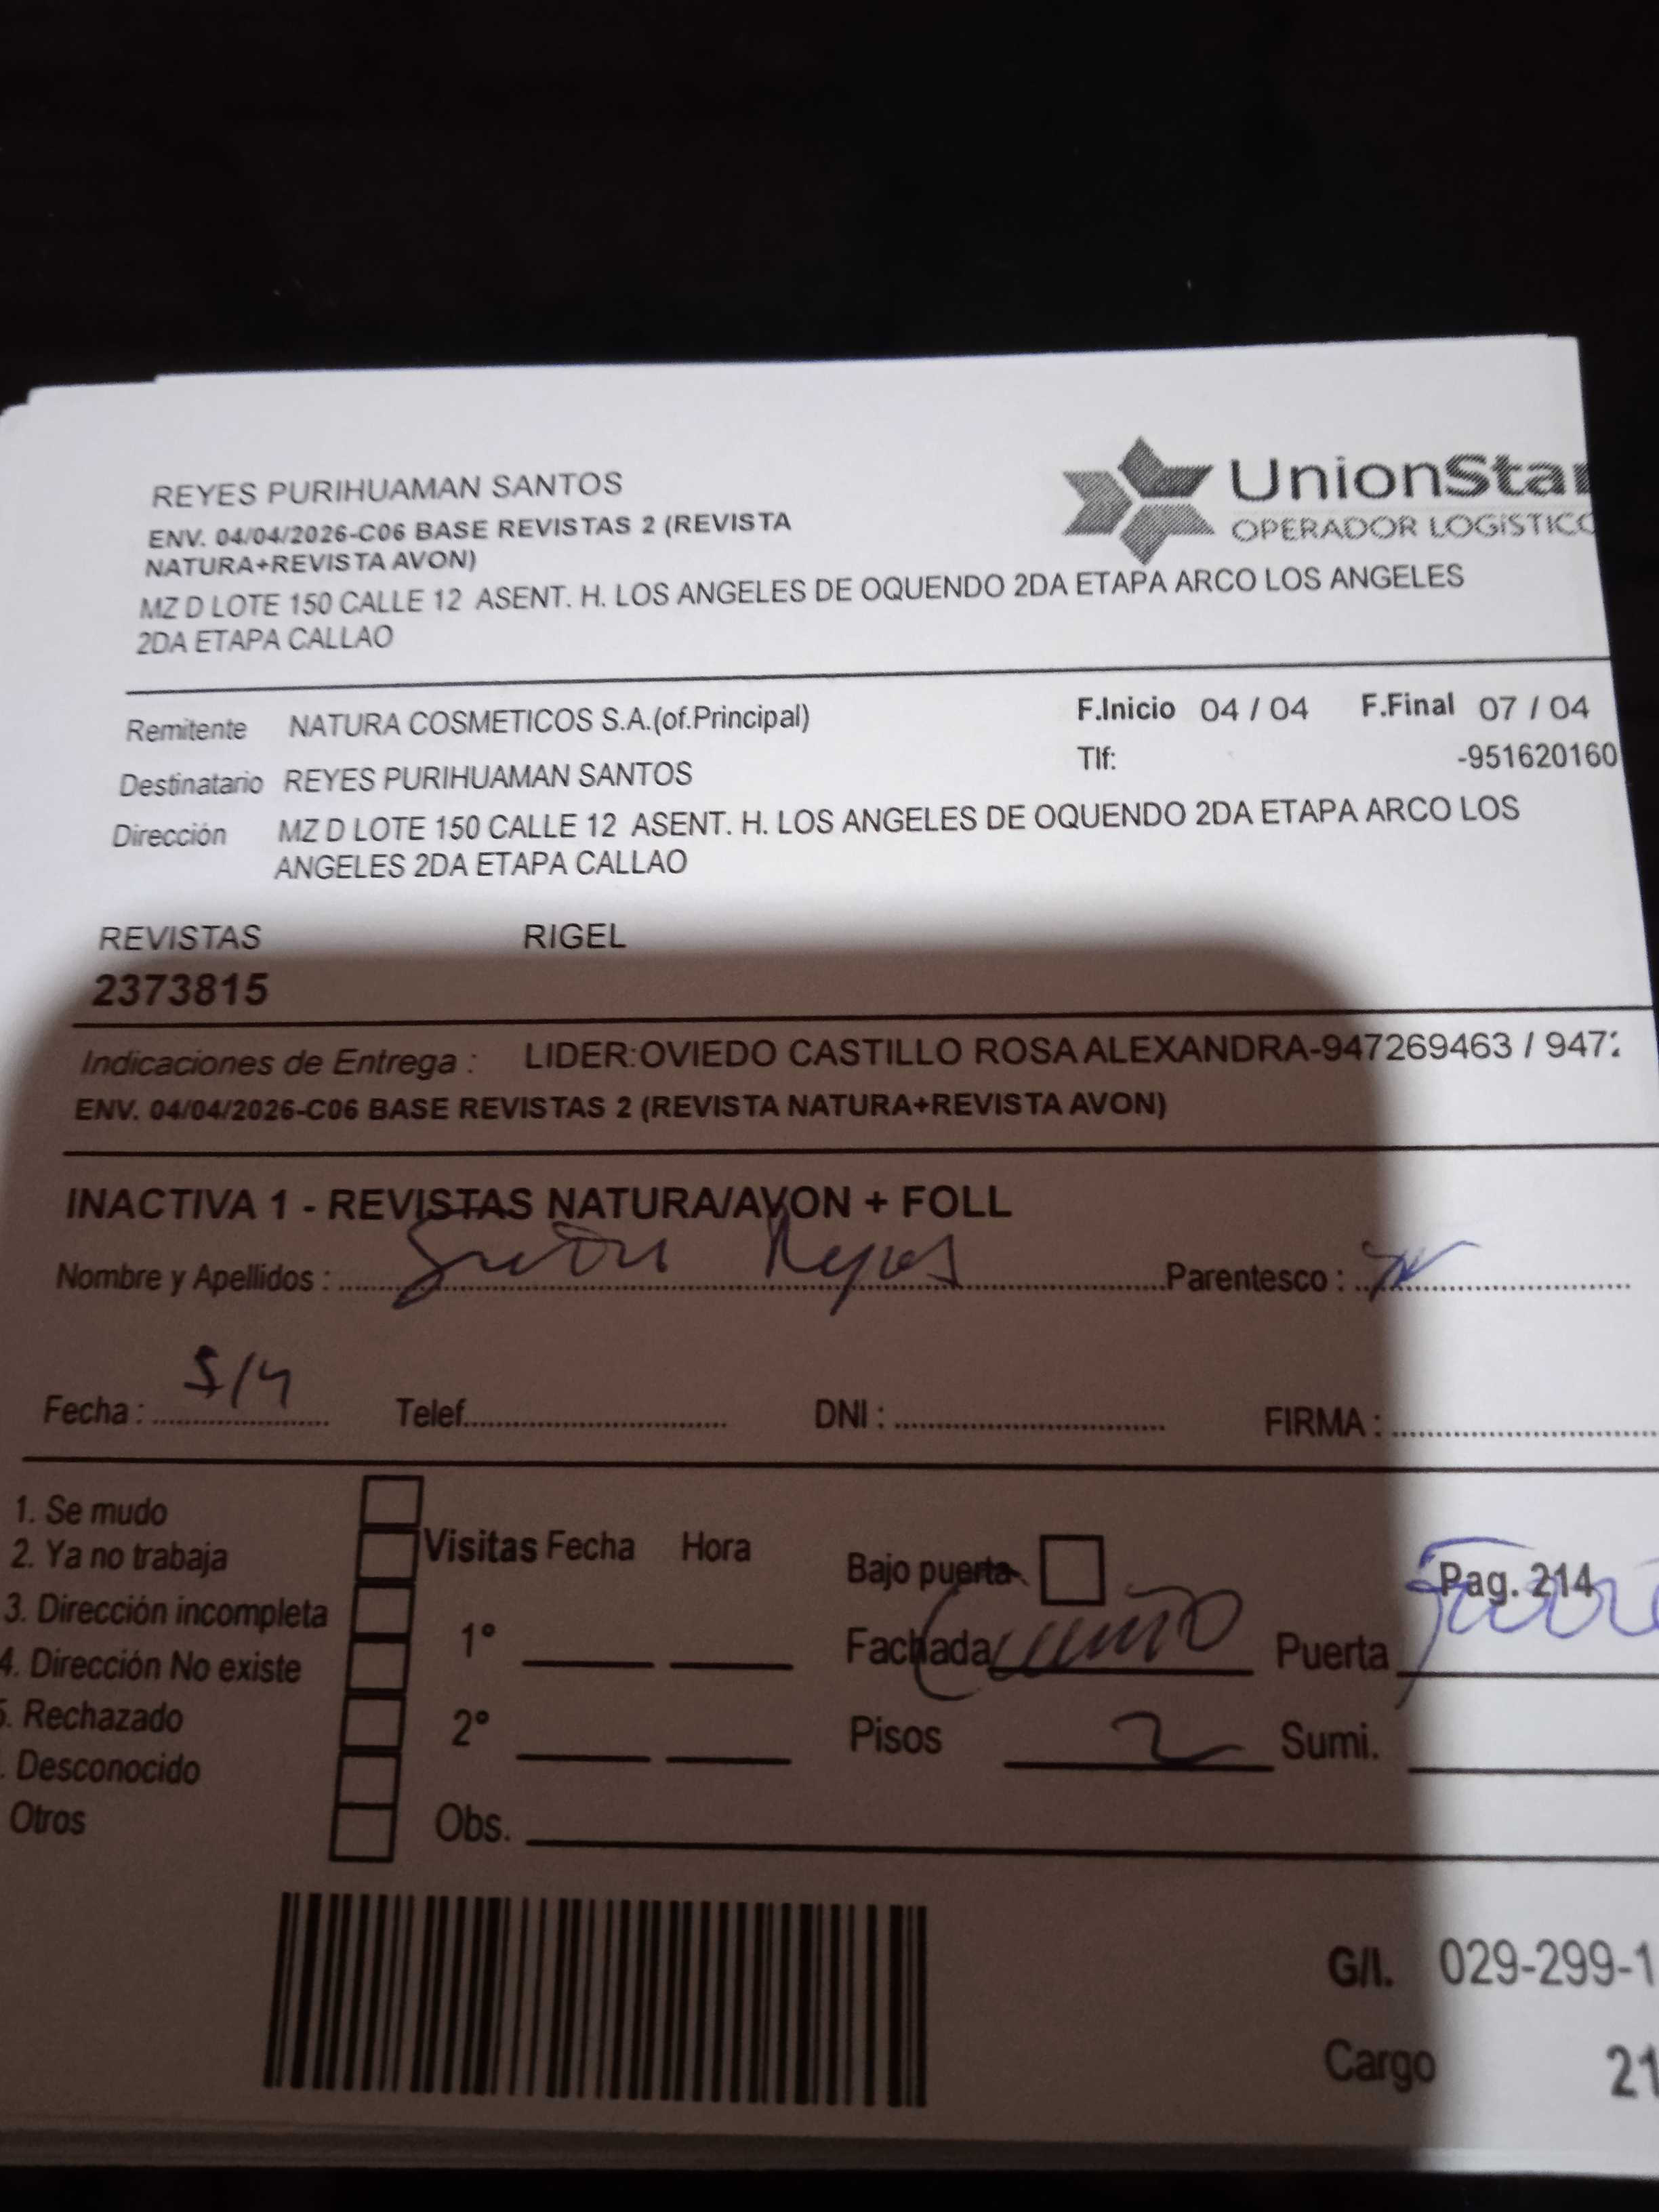 REYES PURIHUAMAN SANTOS
UnionStar
OPERADOR LOGÍSTICO
ENV. 04/04/2026-C06 BASE REVISTAS 2 (REVISTA
NATURA+REVISTA AVON)
MZ D LOTE 150 CALLE 12 ASENT. H. LOS ANGELES DE OQUENDO 2DA ETAPA ARCO LOS ANGELES
2DA ETAPA CALLAO
Remitente NATURA COSMETICOS S.A.(of.Principal) F.Inicio 04 / 04 F.Final 07 / 04
Destinatario REYES PURIHUAMAN SANTOS Tlf: -951620160
Dirección MZ D LOTE 150 CALLE 12 ASENT. H. LOS ANGELES DE OQUENDO 2DA ETAPA ARCO LOS
ANGELES 2DA ETAPA CALLAO
REVISTAS RIGEL
2373815
Indicaciones de Entrega : LIDER:OVIEDO CASTILLO ROSA ALEXANDRA-947269463 / 947
ENV. 04/04/2026-C06 BASE REVISTAS 2 (REVISTA NATURA+REVISTA AVON)
INACTIVA 1 - REVISTAS NATURA/AVON + FOLL
Nombre y Apellidos : Reyes Parentesco :
Fecha : 5/4 Telef. DNI : FIRMA :
1. Se mudo
2. Ya no trabaja
3. Dirección incompleta
4. Dirección No existe
5. Rechazado
. Desconocido
Otros
Visitas Fecha Hora
1°
2°
Obs.
Bajo puerta
Pag. 214
Fachada Puerta
Pisos 2 Sumi.
G/I. 029-299-1
Cargo 21